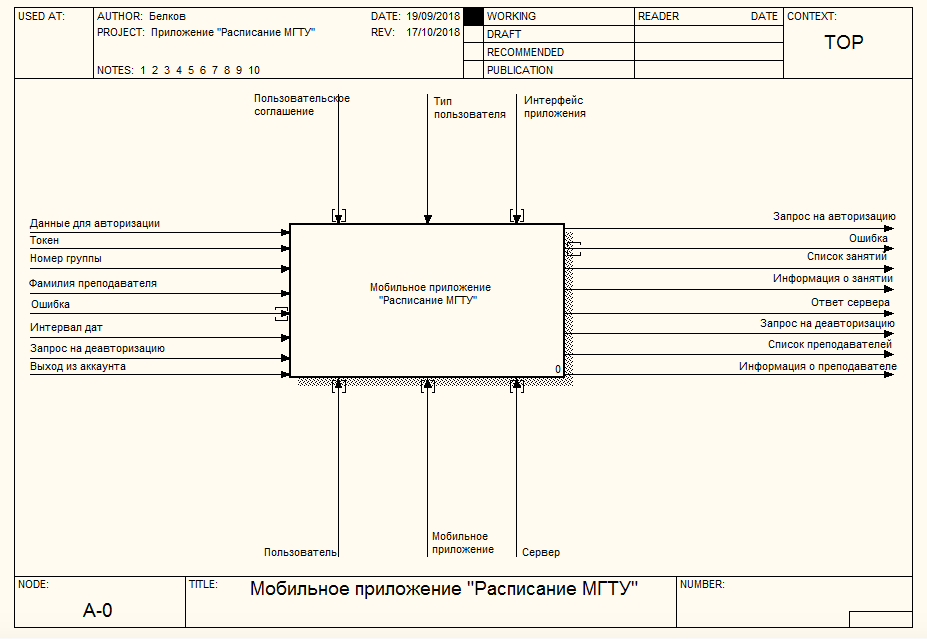 USED AT:
AUTHOR: Белков
DATE: 19/09/2018
WORKING
READER
DATE
CONTEXT:
PROJECT: Приложение "Расписание МГТУ"
REV: 17/10/2018
DRAFT
TOP
RECOMMENDED
NOTES: 1 2 3 4 5 6 7 8 9 10
PUBLICATION
Пользовательское
соглашение
Тип
пользователя
Интерфейс
приложения
Данные для авторизации
Токен
Номер группы
Фамилия преподавателя
Ошибка
Интервал дат
Запрос на деавторизацию
Выход из аккаунта
Мобильное приложение
"Расписание МГТУ"
0
Запрос на авторизацию
Ошибка
Список занятий
Информация о занятии
Ответ сервера
Запрос на деавторизацию
Список преподавателей
Информация о преподавателе
Пользователь
Мобильное
приложение
Сервер
NODE:
A-0
TITLE:
Мобильное приложение "Расписание МГТУ"
NUMBER: